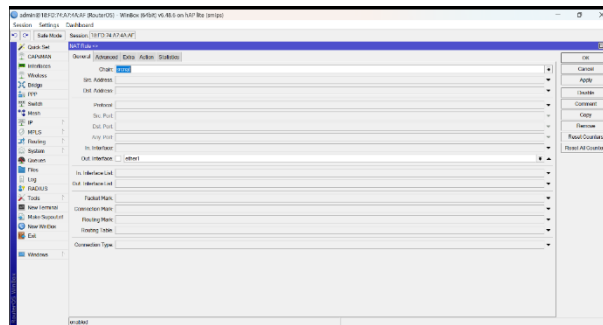 admin@18:FD:74:A7:4A:AF (RouterOS) - WinBox (64bit) v6.48.6 on hAP lite (smips)
Session Settings Dashboard
Safe Mode Session: 18:FD:74:A7:4A:AF
NAT Rule <>
General Advanced Extra Action Statistics
Chain: srcnat
Src. Address:
Dst. Address:
Protocol:
Src. Port:
Dst. Port:
Any. Port:
In. Interface:
Out. Interface: ether1
In. Interface List:
Out. Interface List:
Packet Mark:
Connection Mark:
Routing Mark:
Routing Table:
Connection Type:
enabled
Quick Set
CAPsMAN
Interfaces
Wireless
Bridge
PPP
Switch
Mesh
IP
MPLS
Routing
System
Queues
Files
Log
RADIUS
Tools
New Terminal
Make Supout.rif
New WinBox
Exit
Windows
OK
Cancel
Apply
Disable
Comment
Copy
Remove
Reset Counters
Reset All Counters